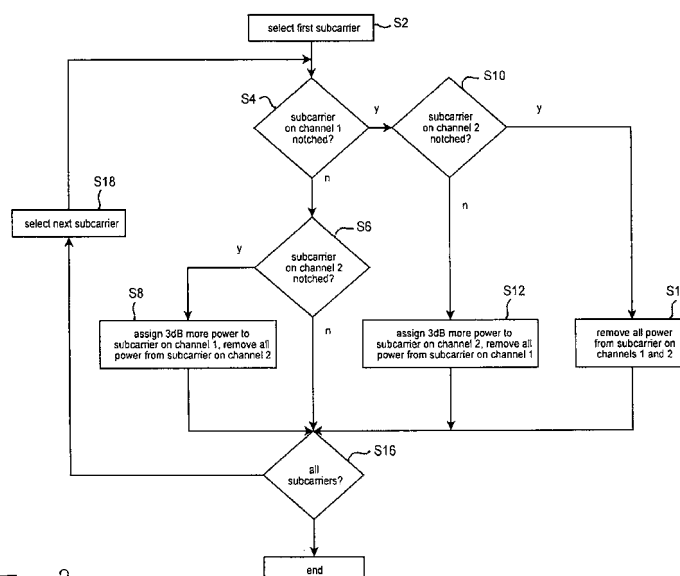 select first subcarrier
S2
S4
subcarrier
on channel 1
notched?
y
S10
subcarrier
on channel 2
notched?
y
n
n
S18
select next subcarrier
S6
subcarrier
on channel 2
notched?
y
n
S8
assign 3dB more power to
subcarrier on channel 1, remove all
power from subcarrier on channel 2
S12
assign 3dB more power to
subcarrier on channel 2, remove all
power from subcarrier on channel 1
S1
remove all power
from subcarrier on
channels 1 and 2
S16
all
subcarriers?
end